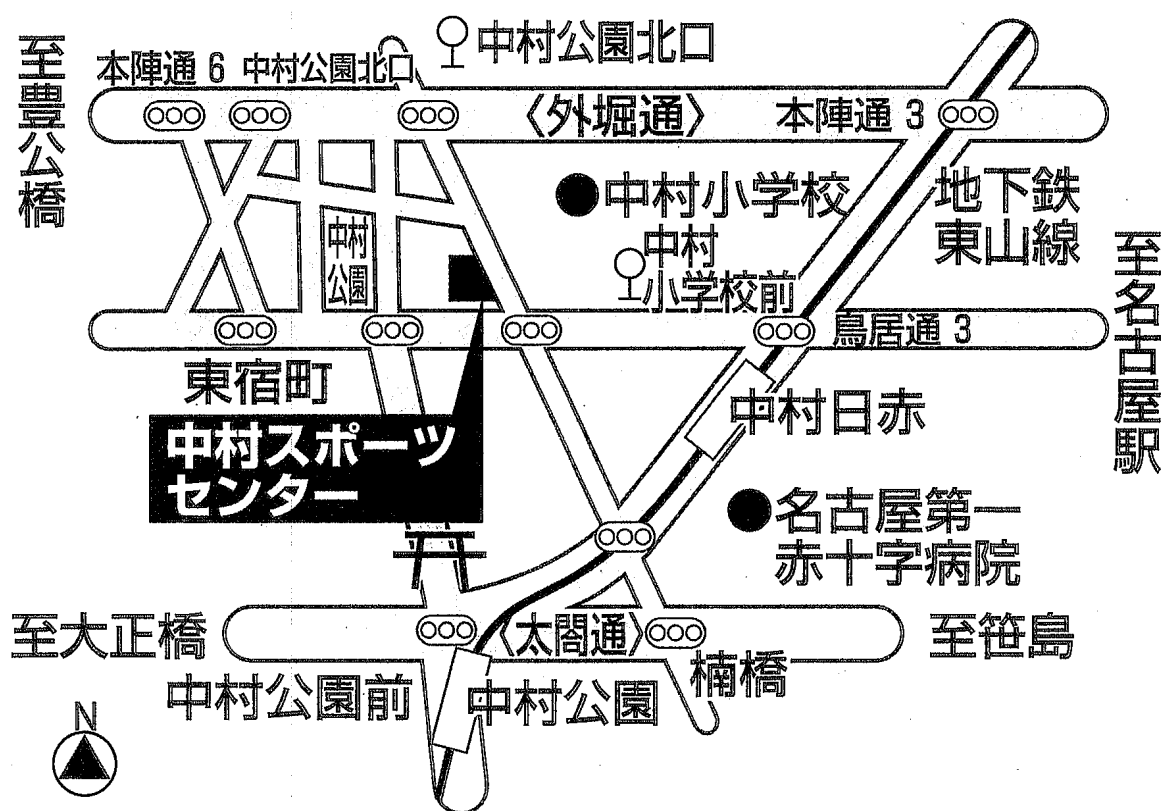 至豊公橋
本陣通 6
中村公園北口
中村公園北口
〈外堀通〉
本陣通 3
中村小学校
地下鉄
東山線
中村
公園
中村
小学校前
至名古屋駅
鳥居通 3
東宿町
中村日赤
中村スポーツ
センター
名古屋第一
赤十字病院
至大正橋
〈太閤通〉
至笹島
楠橋
中村公園前
中村公園
N